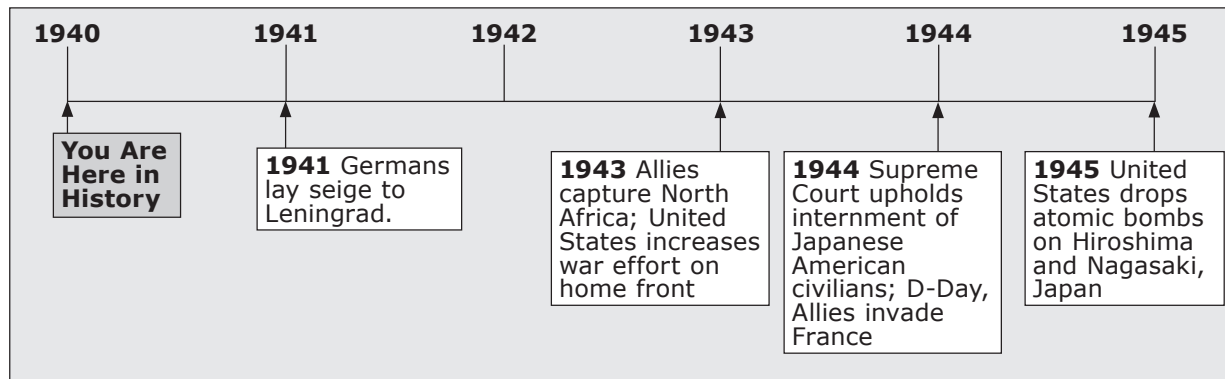 1940 1941 1942 1943 1944 1945
You Are
Here in
History
1941 Germans
lay seige to
Leningrad.
1943 Allies
capture North
Africa; United
States increases
war effort on
home front
1944 Supreme
Court upholds
internment of
Japanese
American
civilians; D-Day,
Allies invade
France
1945 United
States drops
atomic bombs
on Hiroshima
and Nagasaki,
Japan